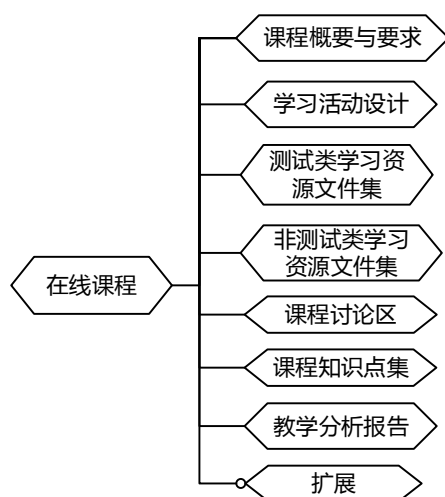 课程概要与要求
学习活动设计
测试类学习资
源文件集
非测试类学习
资源文件集
在线课程
课程讨论区
课程知识点集
教学分析报告
扩展